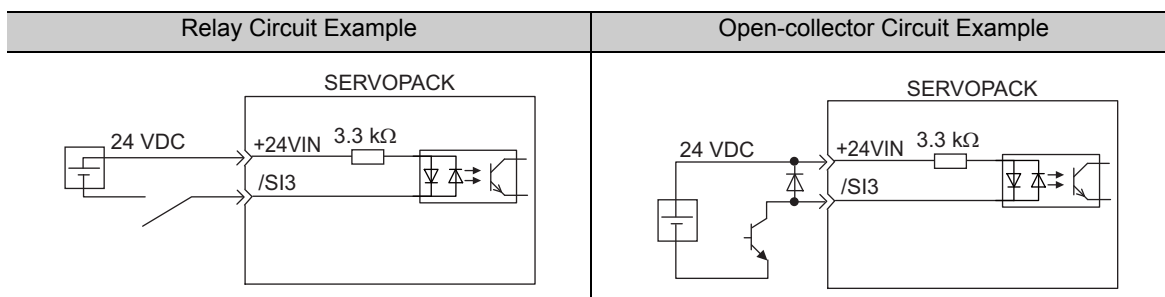 Relay Circuit Example
Open-collector Circuit Example
SERVOPACK
24 VDC
+24VIN
3.3 kΩ
/SI3
SERVOPACK
24 VDC
+24VIN
3.3 kΩ
/SI3